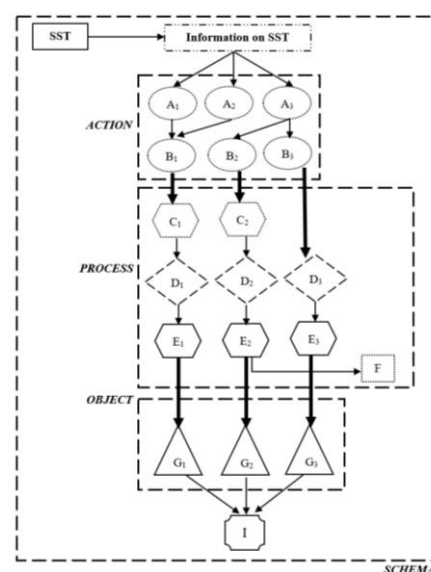 SST Information on SST
A₁ A₂ A₃
ACTION
B₁ B₂ B₃
C₁ C₂
PROCESS
D₁ D₂ D₃
E₁ E₂ E₃
F
OBJECT
G₁ G₂ G₃
I
SCHEMA